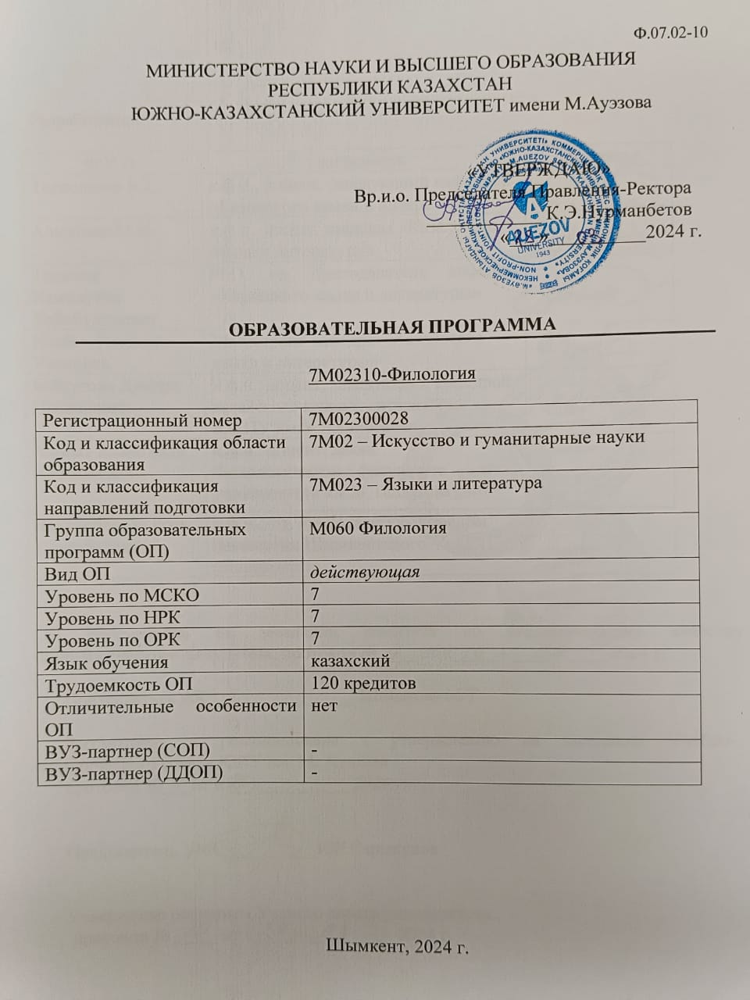 Ф.07.02-10
МИНИСТЕРСТВО НАУКИ И ВЫСШЕГО ОБРАЗОВАНИЯ
РЕСПУБЛИКИ КАЗАХСТАН
ЮЖНО-КАЗАХСТАНСКИЙ УНИВЕРСИТЕТ имени М.Ауэзова
«УТВЕРЖДАЮ»
Вр.и.о. Председателя Правления-Ректора
К.Э.Нурманбетов
2024 г.
AUEZOV
UNIVERSITY
1943
ОБРАЗОВАТЕЛЬНАЯ ПРОГРАММА
7М02310-Филология
Регистрационный номер 7М02300028
Код и классификация области 7М02 – Искусство и гуманитарные науки
образования
Код и классификация 7М023 – Языки и литература
направлений подготовки
Группа образовательных М060 Филология
программ (ОП)
Вид ОП действующая
Уровень по МСКО 7
Уровень по НРК 7
Уровень по ОРК 7
Язык обучения казахский
Трудоемкость ОП 120 кредитов
Отличительные особенности нет
ОП
ВУЗ-партнер (СОП) -
ВУЗ-партнер (ДДОП) -
Шымкент, 2024 г.